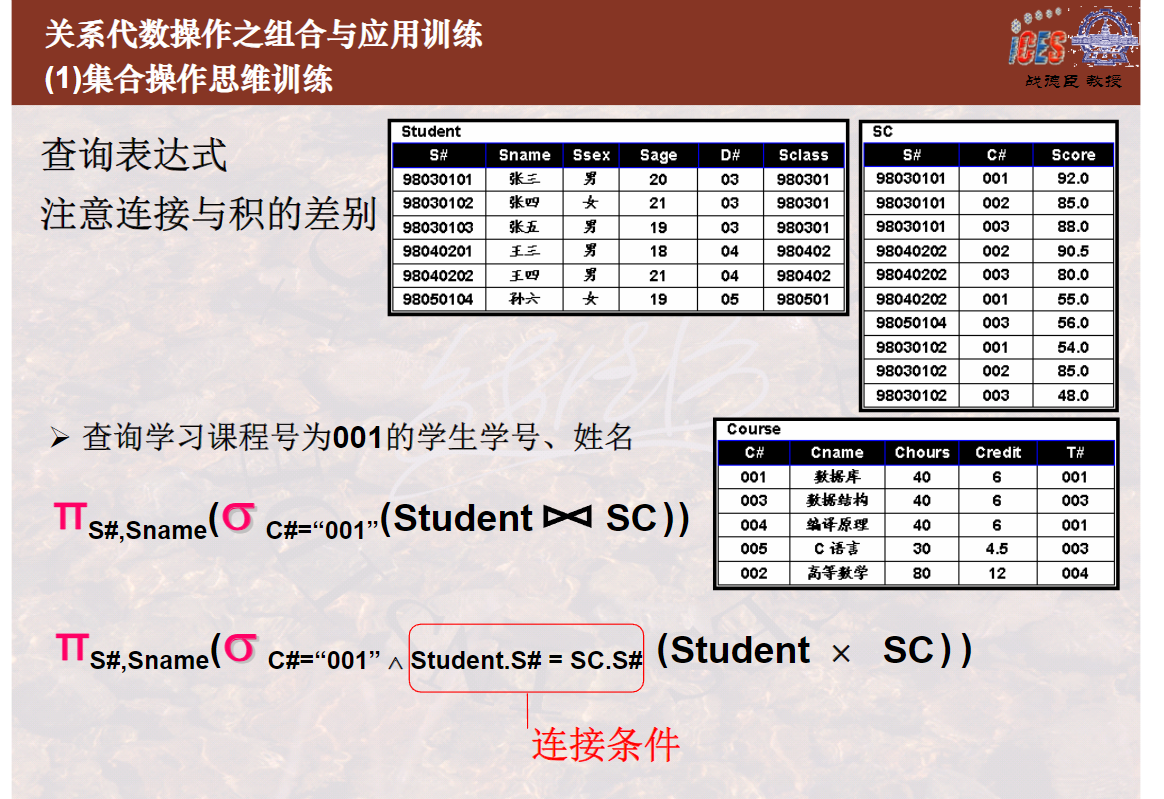 关系代数操作之组合与应用训练
(1)集合操作思维训练
iCES
战德臣 教授
查询表达式
注意连接与积的差别
Student
S# Sname Ssex Sage D# Sclass
98030101 张三 男 20 03 980301
98030102 张四 女 21 03 980301
98030103 张五 男 19 03 980301
98040201 王三 男 18 04 980402
98040202 王四 男 21 04 980402
98050104 孙六 女 19 05 980501
SC
S# C# Score
98030101 001 92.0
98030101 002 85.0
98030101 003 88.0
98040202 002 90.5
98040202 003 80.0
98040202 001 55.0
98050104 003 56.0
98030102 001 54.0
98030102 002 85.0
98030102 003 48.0
➢ 查询学习课程号为001的学生学号、姓名
Course
C# Cname Chours Credit T#
001 数据库 40 6 001
003 数据结构 40 6 003
004 编译原理 40 6 001
005 C 语言 30 4.5 003
002 高等数学 80 12 004
π S#,Sname(σ C#=“001”(Student ⋈ SC))
π S#,Sname(σ C#=“001” ∧ Student.S# = SC.S# (Student × SC))
连接条件